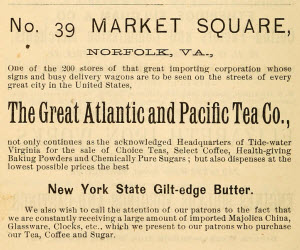 No. 39 MARKET SQUARE,
NORFOLK, VA.,
One of the 200 stores of that great importing corporation whose
signs and busy delivery wagons are to be seen on the streets of every
great city in the United States,
The Great Atlantic and Pacific Tea Co.,
not only continues as the acknowledged Headquarters of Tide-water
Virginia for the sale of Choice Teas, Select Coffee, Health-giving
Baking Powders and Chemically Pure Sugars; but also dispenses at the
lowest possible prices the best
New York State Gilt-edge Butter.
We also wish to call the attention of our patrons to the fact that
we are constantly receiving a large amount of imported Majolica China,
Glassware, Clocks, etc., which we present to our patrons who purchase
our Tea, Coffee and Sugar.